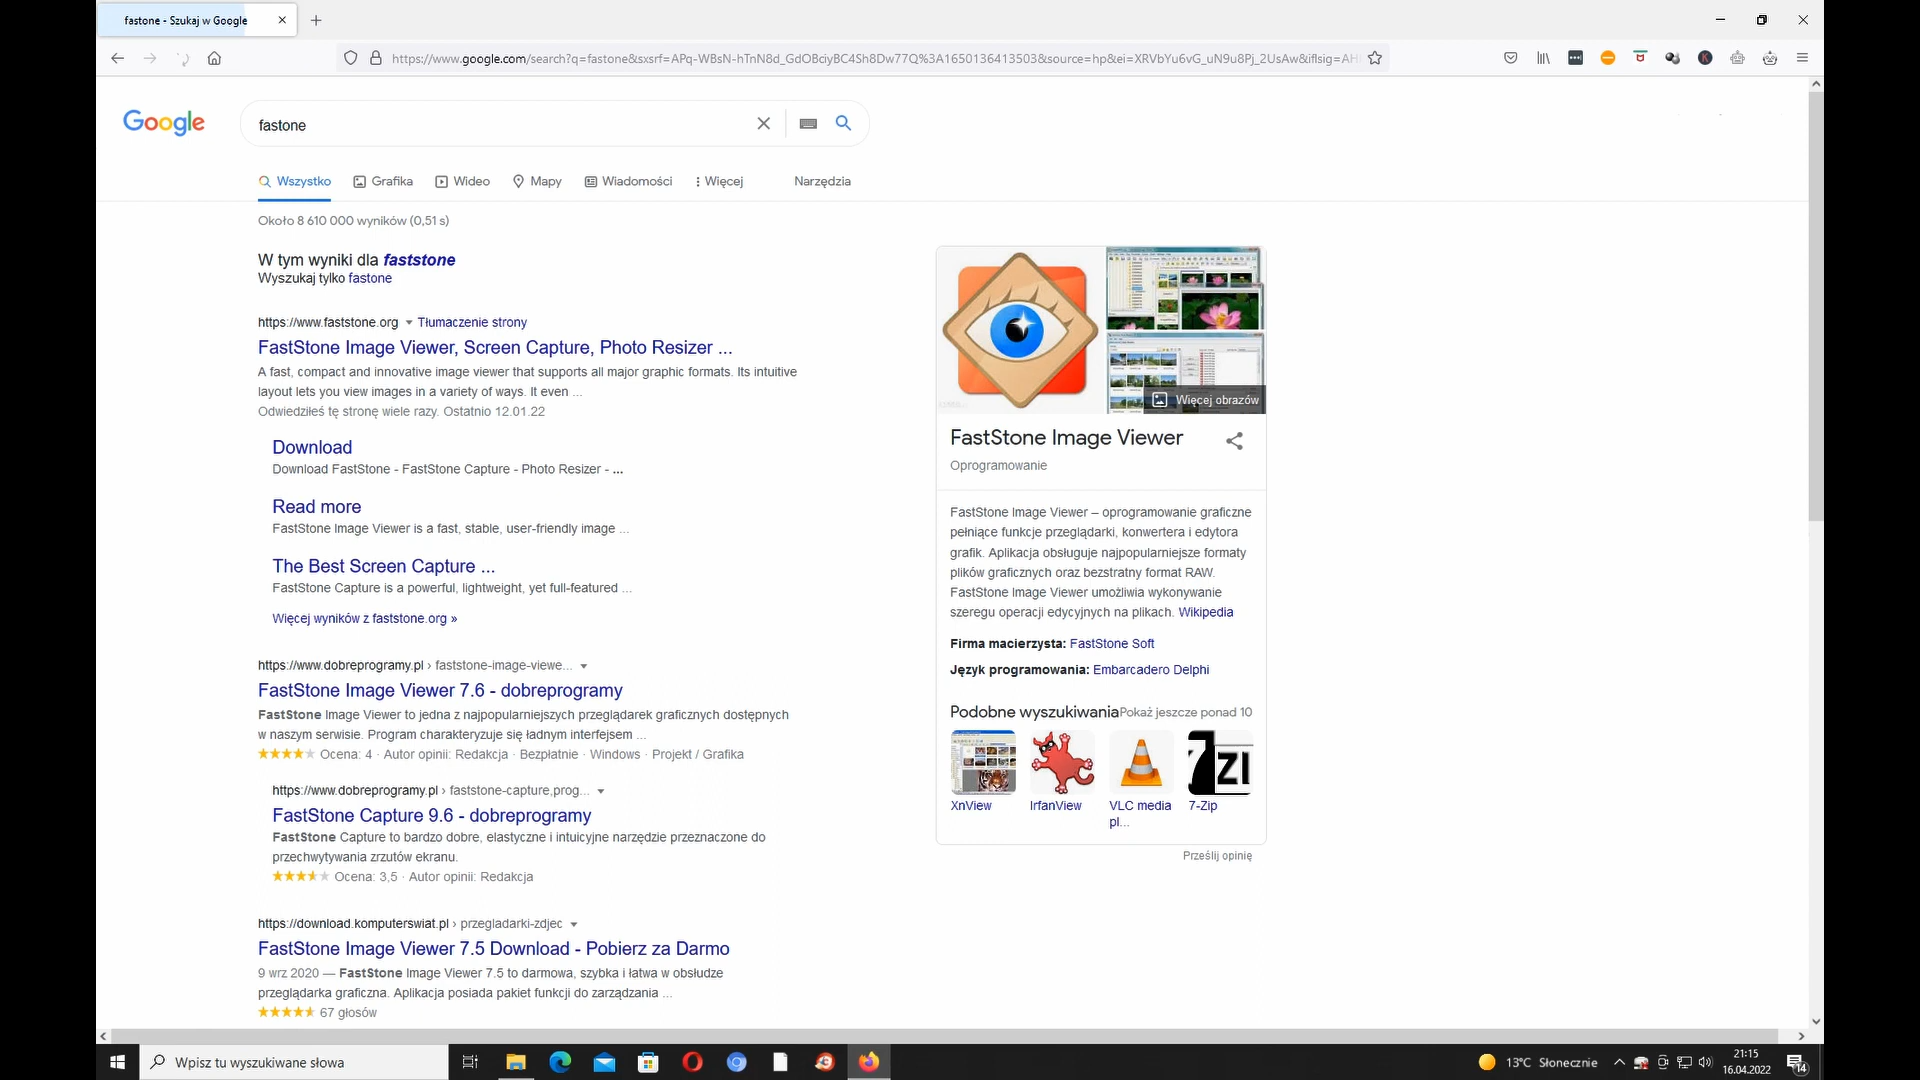 fastone - Szukaj w Google
https://www.google.com/search?q=fastone&sxsrf=APq-WBsN-hTnN8d_GdOBciyBC4Sh8Dw77Q%3A1650136413503&source=hp&ei=XRVbYu6vG_uN9u8Pj_2UsAw&iflsig=AH
Google
fastone
Wszystko Grafika Wideo Mapy Wiadomości Więcej Narzędzia
Około 8 610 000 wyników (0,51 s)
W tym wyniki dla faststone
Wyszukaj tylko fastone
https://www.faststone.org Tłumaczenie strony
FastStone Image Viewer, Screen Capture, Photo Resizer ...
A fast, compact and innovative image viewer that supports all major graphic formats. Its intuitive
layout lets you view images in a variety of ways. It even ...
Odwiedziłeś tę stronę wiele razy. Ostatnio 12.01.22
Download
Download FastStone - FastStone Capture - Photo Resizer - ...
Read more
FastStone Image Viewer is a fast, stable, user-friendly image ...
The Best Screen Capture ...
FastStone Capture is a powerful, lightweight, yet full-featured ...
Więcej wyników z faststone.org »
https://www.dobreprogramy.pl › faststone-image-viewe...
FastStone Image Viewer 7.6 - dobreprogramy
FastStone Image Viewer to jedna z najpopularniejszych przeglądarek graficznych dostępnych
w naszym serwisie. Program charakteryzuje się ładnym interfejsem ...
Ocena: 4 · Autor opinii: Redakcja · Bezpłatnie · Windows · Projekt / Grafika
https://www.dobreprogramy.pl › faststone-capture,prog...
FastStone Capture 9.6 - dobreprogramy
FastStone Capture to bardzo dobre, elastyczne i intuicyjne narzędzie przeznaczone do
przechwytywania zrzutów ekranu.
Ocena: 3,5 · Autor opinii: Redakcja
https://download.komputerswiat.pl › przegladarki-zdjec
FastStone Image Viewer 7.5 Download - Pobierz za Darmo
9 wrz 2020 — FastStone Image Viewer 7.5 to darmowa, szybka i łatwa w obsłudze
przeglądarka graficzna. Aplikacja posiada pakiet funkcji do zarządzania ...
67 głosów
Więcej obrazów
FastStone Image Viewer
Oprogramowanie
FastStone Image Viewer – oprogramowanie graficzne
pełniące funkcje przeglądarki, konwertera i edytora
grafik. Aplikacja obsługuje najpopularniejsze formaty
plików graficznych oraz bezstratny format RAW.
FastStone Image Viewer umożliwia wykonywanie
szeregu operacji edycyjnych na plikach. Wikipedia
Firma macierzysta: FastStone Soft
Język programowania: Embarcadero Delphi
Podobne wyszukiwania Pokaż jeszcze ponad 10
7 ZI
XnView IrfanView VLC media pl... 7-Zip
Prześlij opinię
Wpisz tu wyszukiwane słowa
13°C Słonecznie
21:15
16.04.2022
14